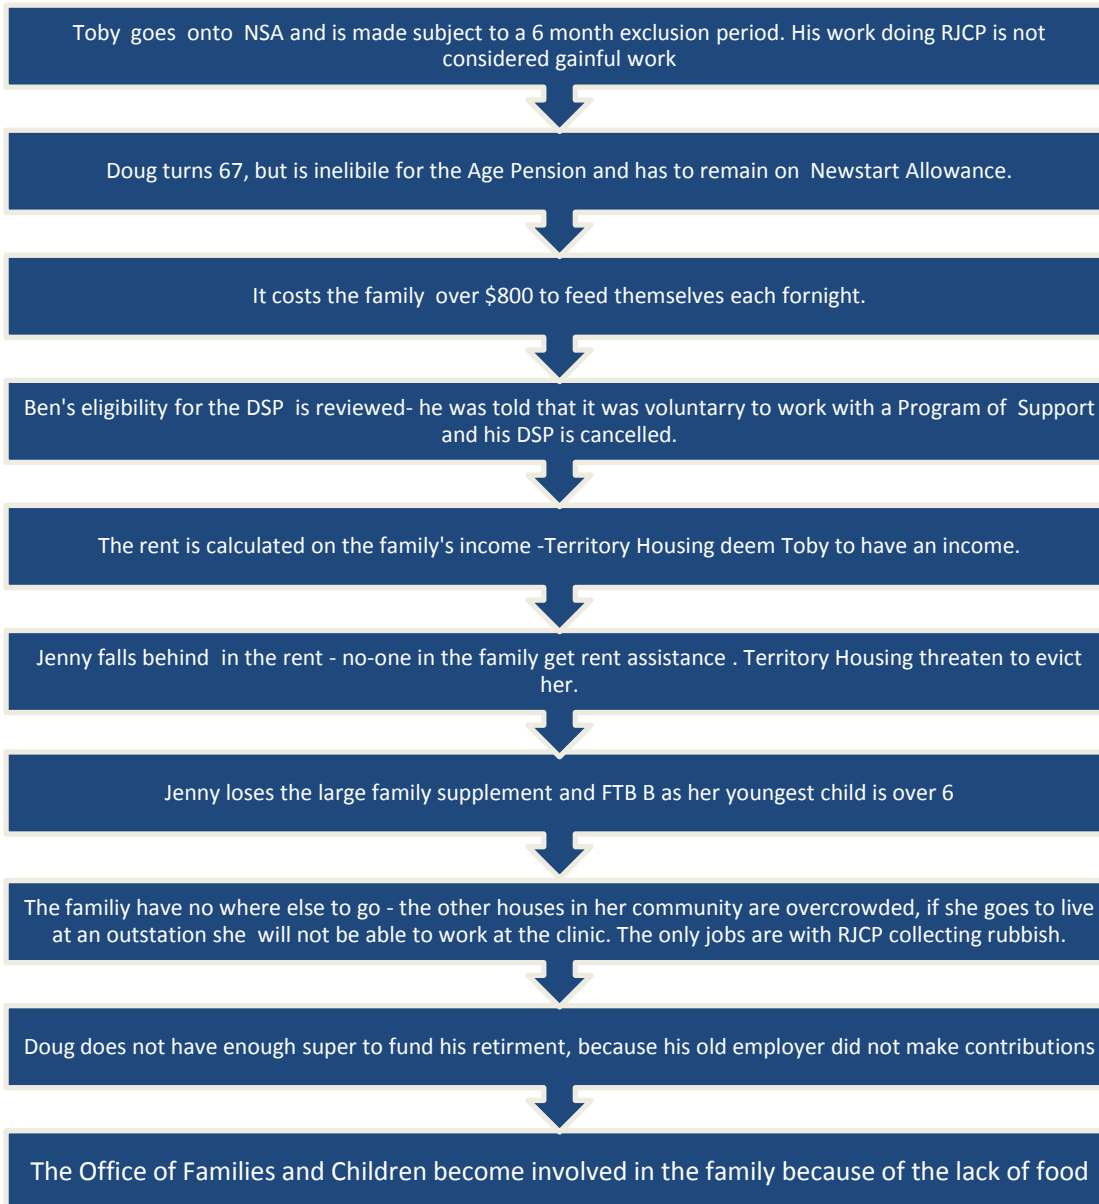 Toby goes onto NSA and is made subject to a 6 month exclusion period. His work doing RJCP is not
considered gainful work
Doug turns 67, but is inelibile for the Age Pension and has to remain on Newstart Allowance.
It costs the family over $800 to feed themselves each fornight.
Ben's eligibility for the DSP is reviewed- he was told that it was voluntarry to work with a Program of Support
and his DSP is cancelled.
The rent is calculated on the family's income -Territory Housing deem Toby to have an income.
Jenny falls behind in the rent - no-one in the family get rent assistance . Territory Housing threaten to evict
her.
Jenny loses the large family supplement and FTB B as her youngest child is over 6
The familiy have no where else to go - the other houses in her community are overcrowded, if she goes to live
at an outstation she will not be able to work at the clinic. The only jobs are with RJCP collecting rubbish.
Doug does not have enough super to fund his retirment, because his old employer did not make contributions
The Office of Families and Children become involved in the family because of the lack of food